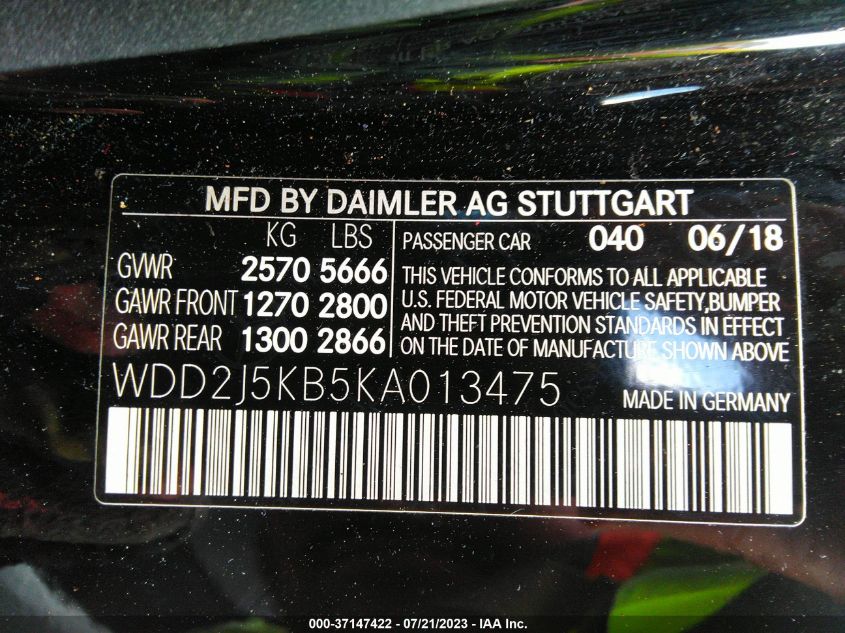 MFD BY DAIMLER AG STUTTGART
KG LBS
GVWR 2570 5666
GAWR FRONT 1270 2800
GAWR REAR 1300 2866
PASSENGER CAR 040 06/18
THIS VEHICLE CONFORMS TO ALL APPLICABLE
U.S. FEDERAL MOTOR VEHICLE SAFETY,BUMPER
AND THEFT PREVENTION STANDARDS IN EFFECT
ON THE DATE OF MANUFACTURE SHOWN ABOVE
WDD2J5KB5KA013475
MADE IN GERMANY
000-37147422 - 07/21/2023 - IAA Inc.